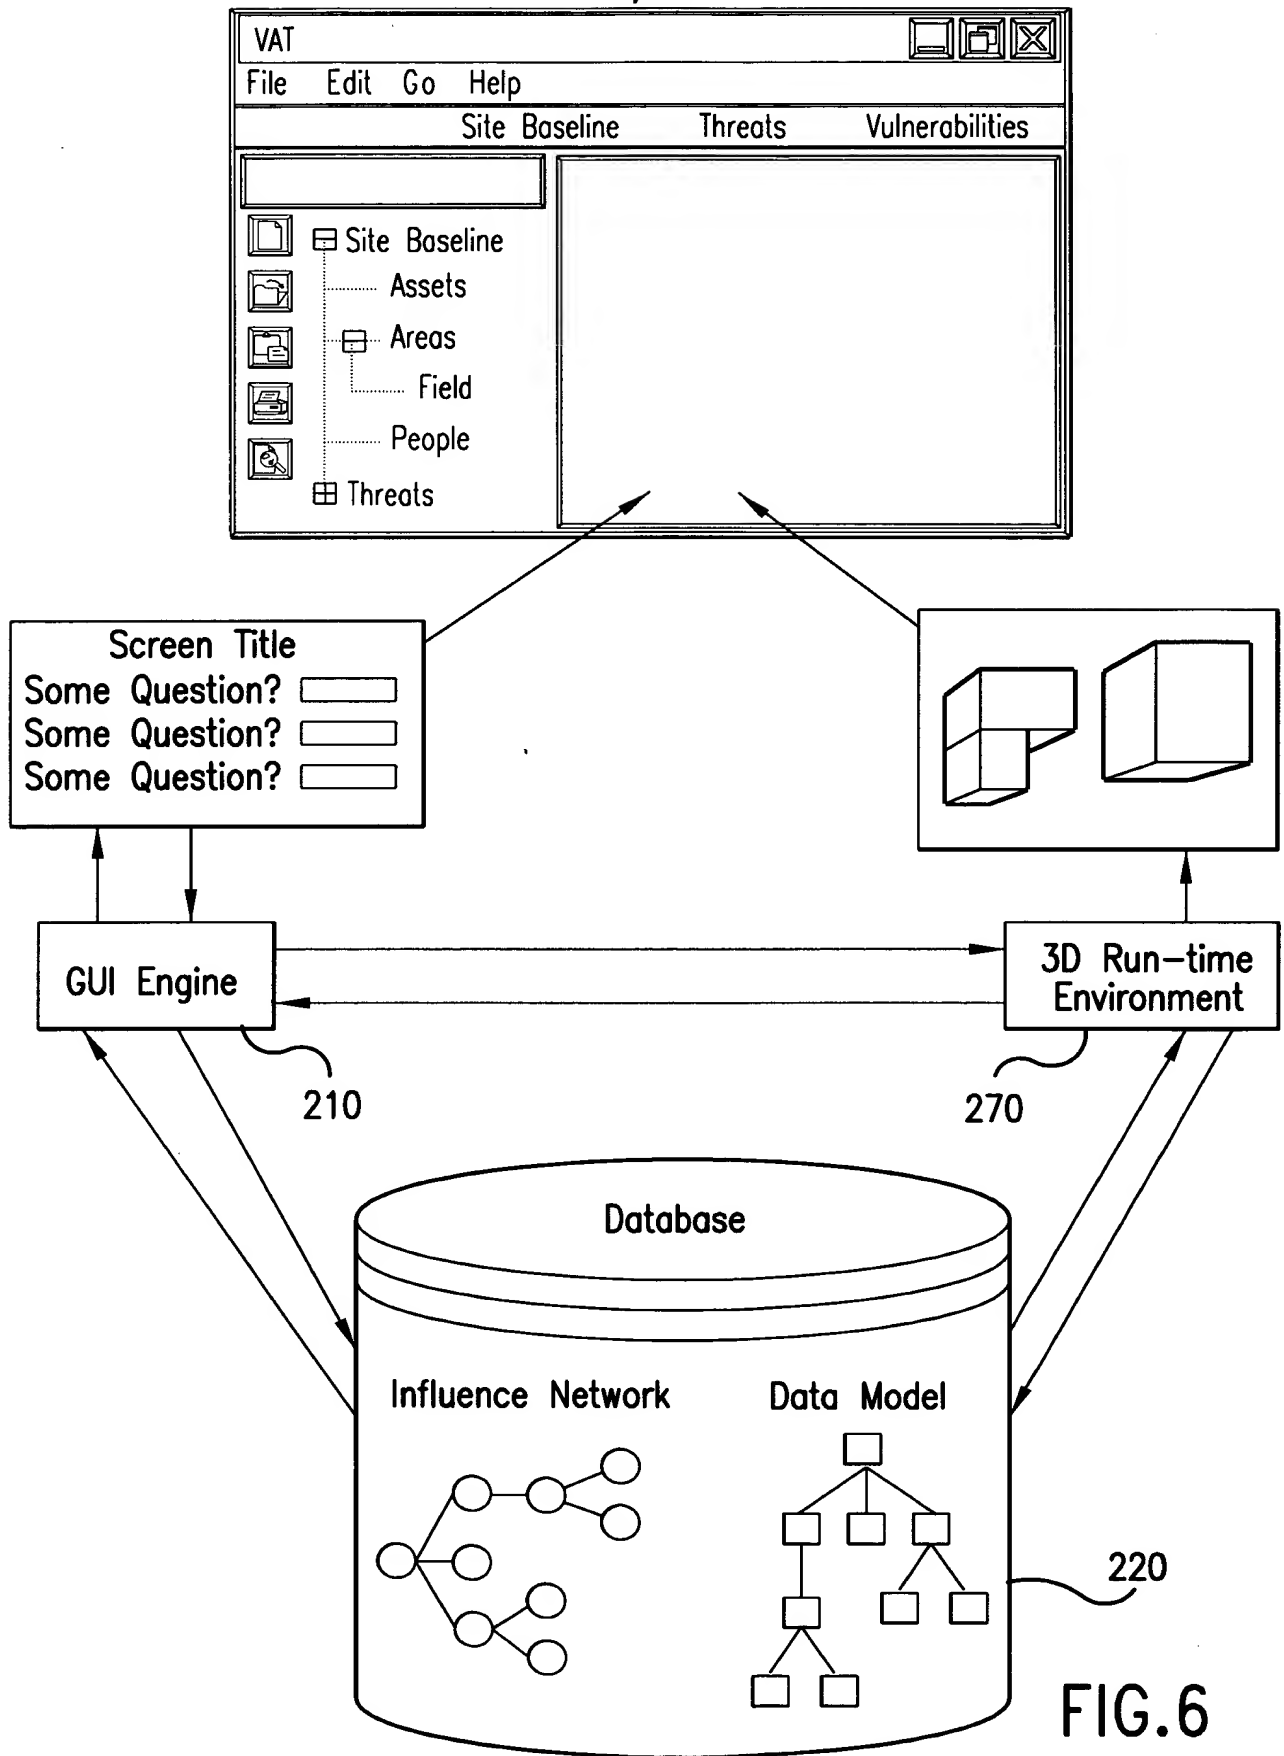 VAT
File Edit Go Help
Site Baseline Threats Vulnerabilities
Site Baseline
Assets
Areas
Field
People
Threats
Screen Title
Some Question?
Some Question?
Some Question?
GUI Engine
3D Run-time
Environment
210
270
Database
Influence Network
Data Model
220
FIG.6